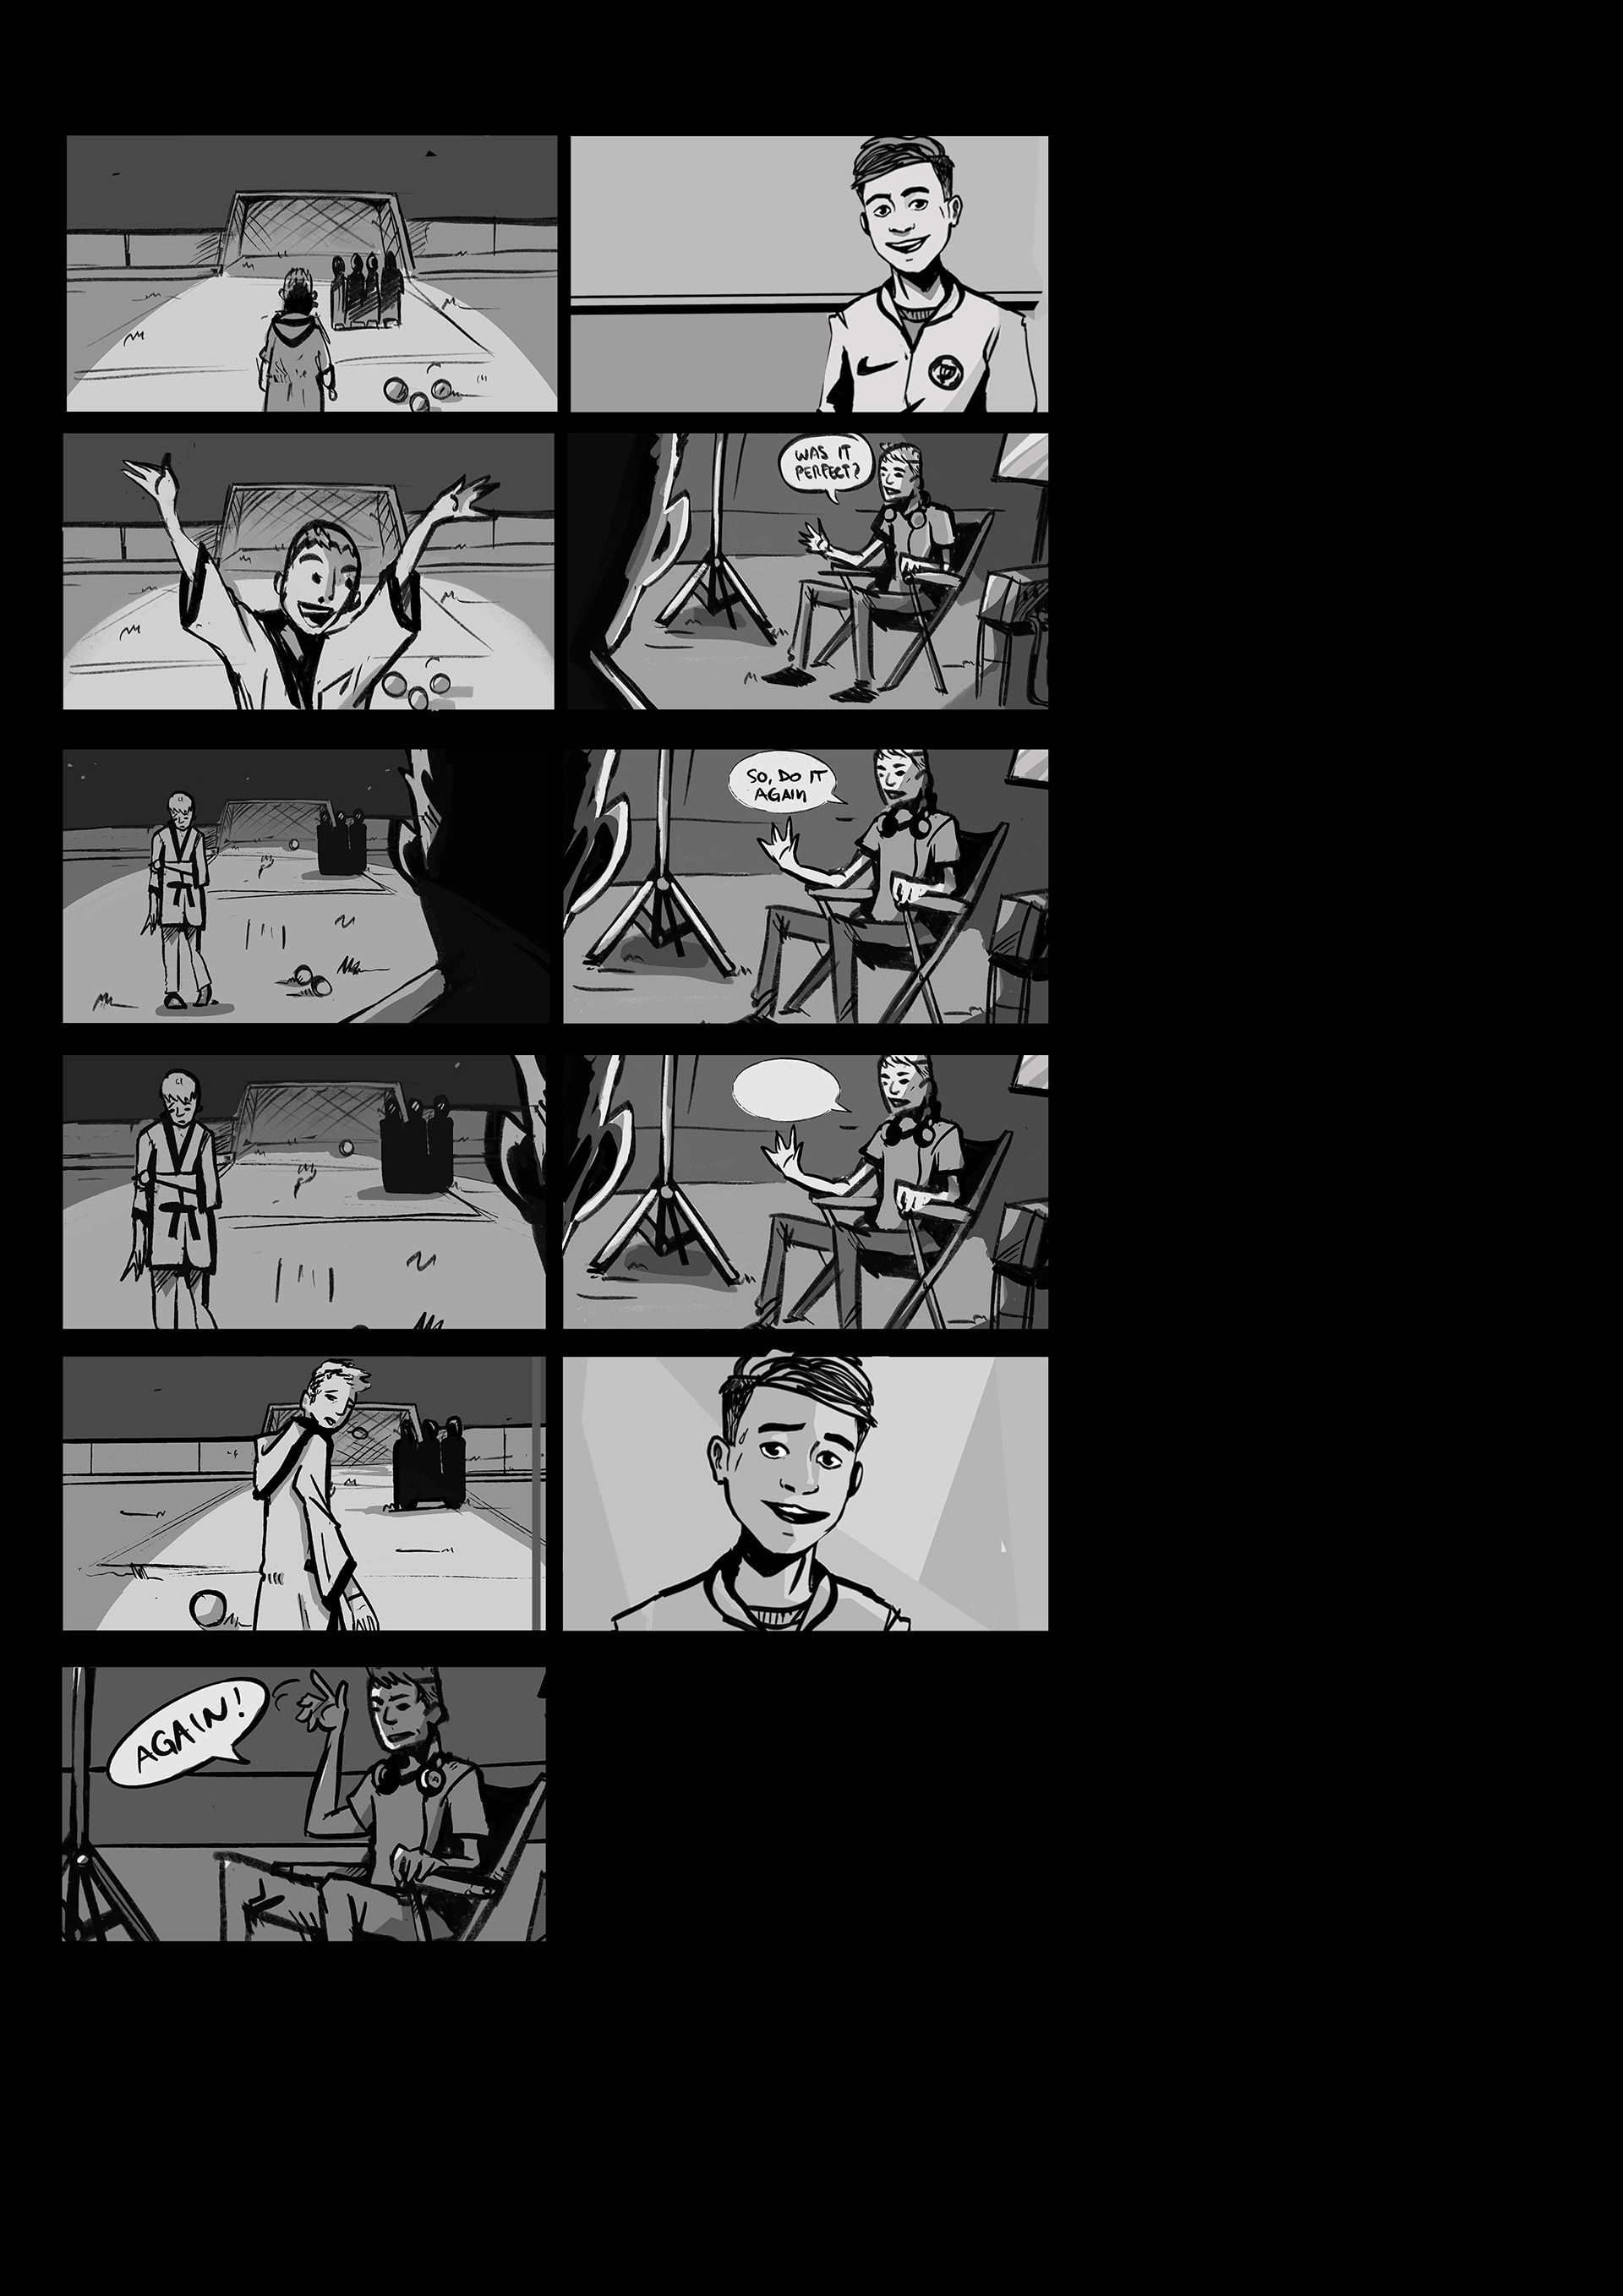 WAS IT
PERFECT?
SO, DO IT
AGAIN
AGAIN!